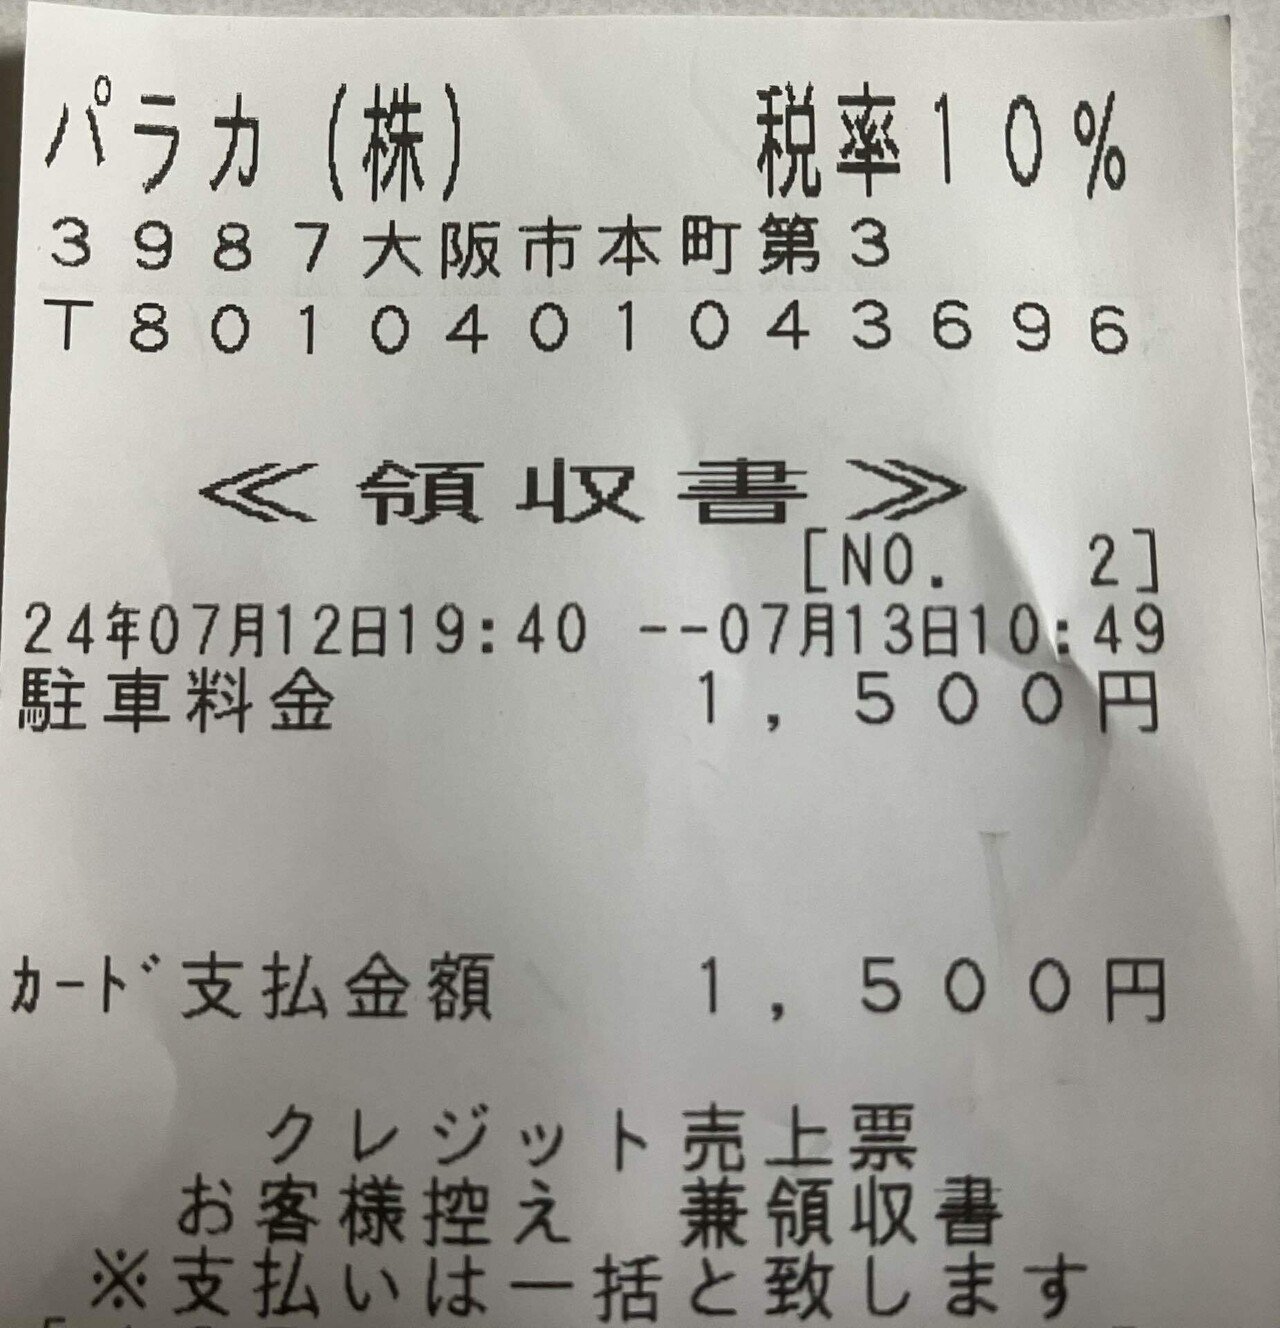 パラカ(株) 税率10%
3987大阪市本町第3
T8010401043696
≪領収書≫
[NO. 2]
24年07月12日19:40 --07月13日10:49
駐車料金 1,500円
ｶｰﾄﾞ支払金額 1,500円
クレジット売上票
お客様控え 兼領収書
※支払いは一括と致します